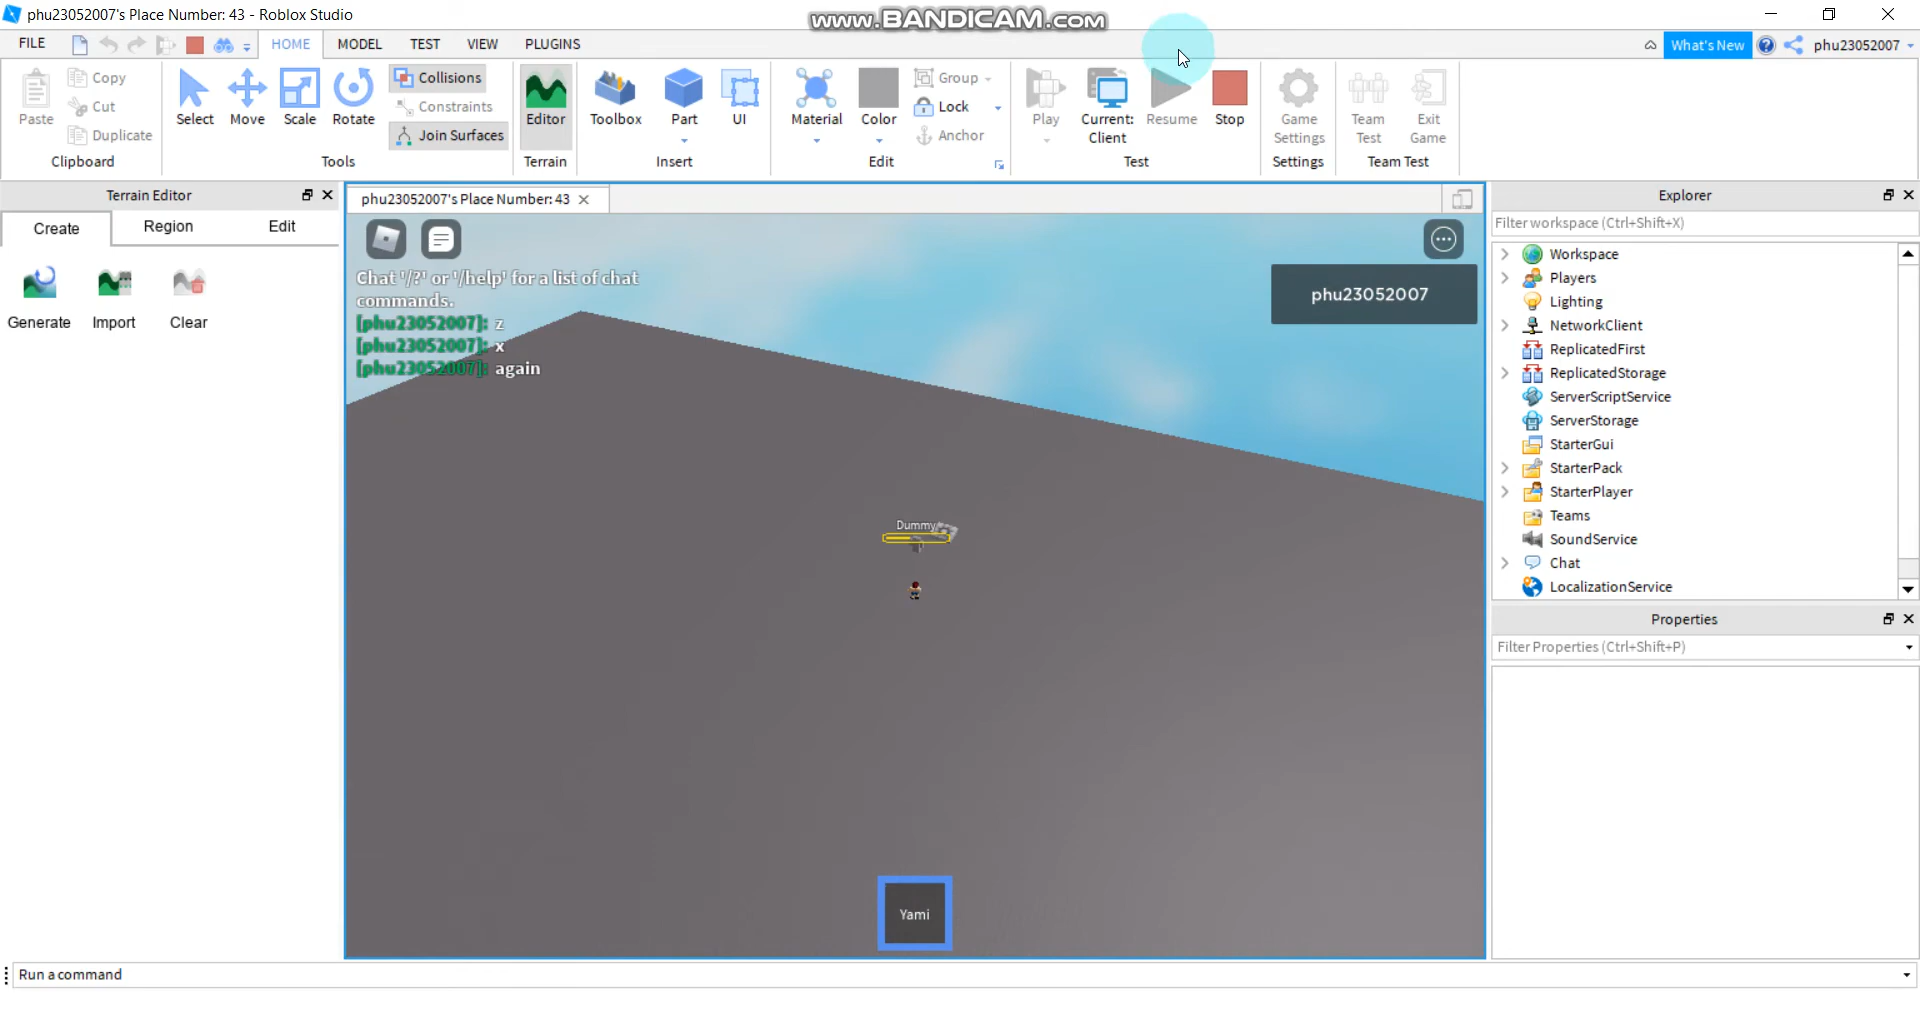 phu23052007's Place Number: 43 - Roblox Studio
www.BANDICAM.com
FILE
HOME
MODEL
TEST
VIEW
PLUGINS
What's New
phu23052007
Paste
Copy
Cut
Duplicate
Clipboard
Select
Move
Scale
Rotate
Collisions
Constraints
Join Surfaces
Tools
Editor
Terrain
Toolbox
Part
UI
Insert
Material
Color
Group
Lock
Anchor
Edit
Play
Current:
Client
Resume
Stop
Test
Game
Settings
Settings
Team
Test
Exit
Game
Team Test
Terrain Editor
Create
Region
Edit
Generate
Import
Clear
phu23052007's Place Number: 43
Chat '/?' or '/help' for a list of chat
commands.
[phu23052007]: z
[phu23052007]: x
[phu23052007]: again
phu23052007
Dummy
Yami
Explorer
Filter workspace (Ctrl+Shift+X)
Workspace
Players
Lighting
NetworkClient
ReplicatedFirst
ReplicatedStorage
ServerScriptService
ServerStorage
StarterGui
StarterPack
StarterPlayer
Teams
SoundService
Chat
LocalizationService
Properties
Filter Properties (Ctrl+Shift+P)
Run a command